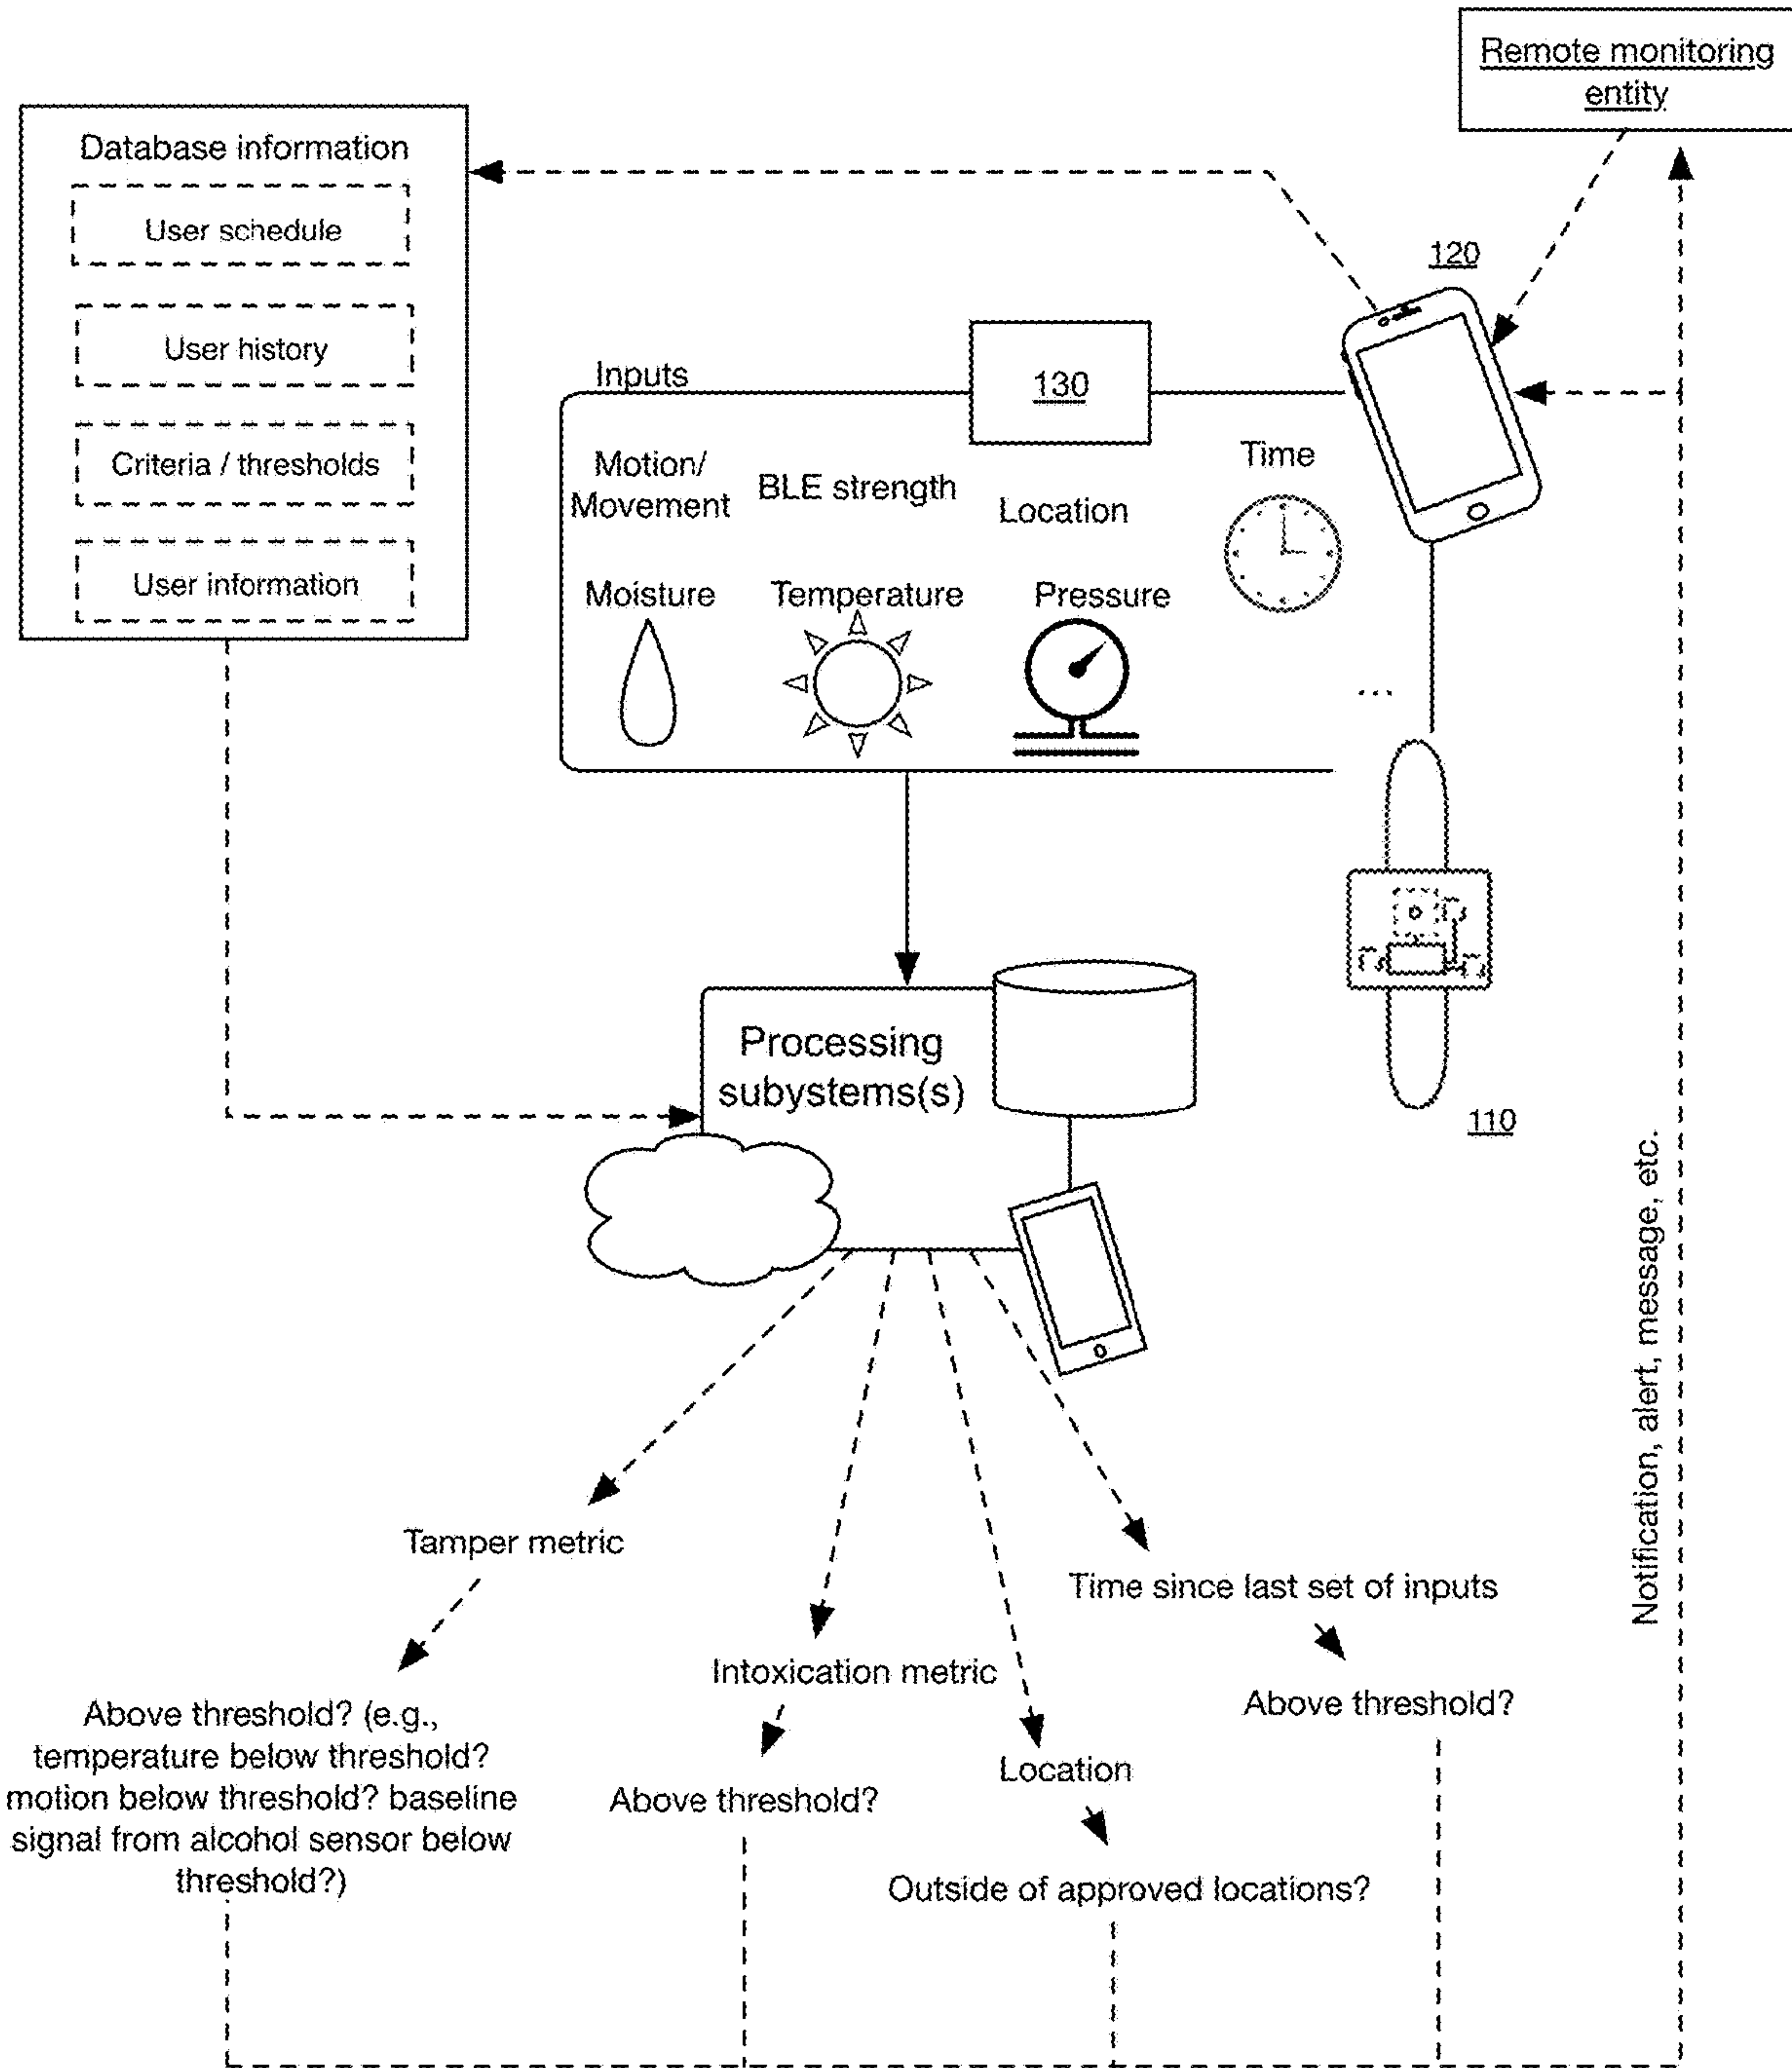 Remote monitoring
entity
Database information
User schedule
User history
Criteria / thresholds
User information
120
Inputs
130
Motion/
Movement
BLE strength
Location
Time
Moisture
Temperature
Pressure
...
Processing
subystems(s)
110
Notification, alert, message, etc.
Tamper metric
Above threshold? (e.g.,
temperature below threshold?
motion below threshold? baseline
signal from alcohol sensor below
threshold?)
Intoxication metric
Above threshold?
Location
Outside of approved locations?
Time since last set of inputs
Above threshold?